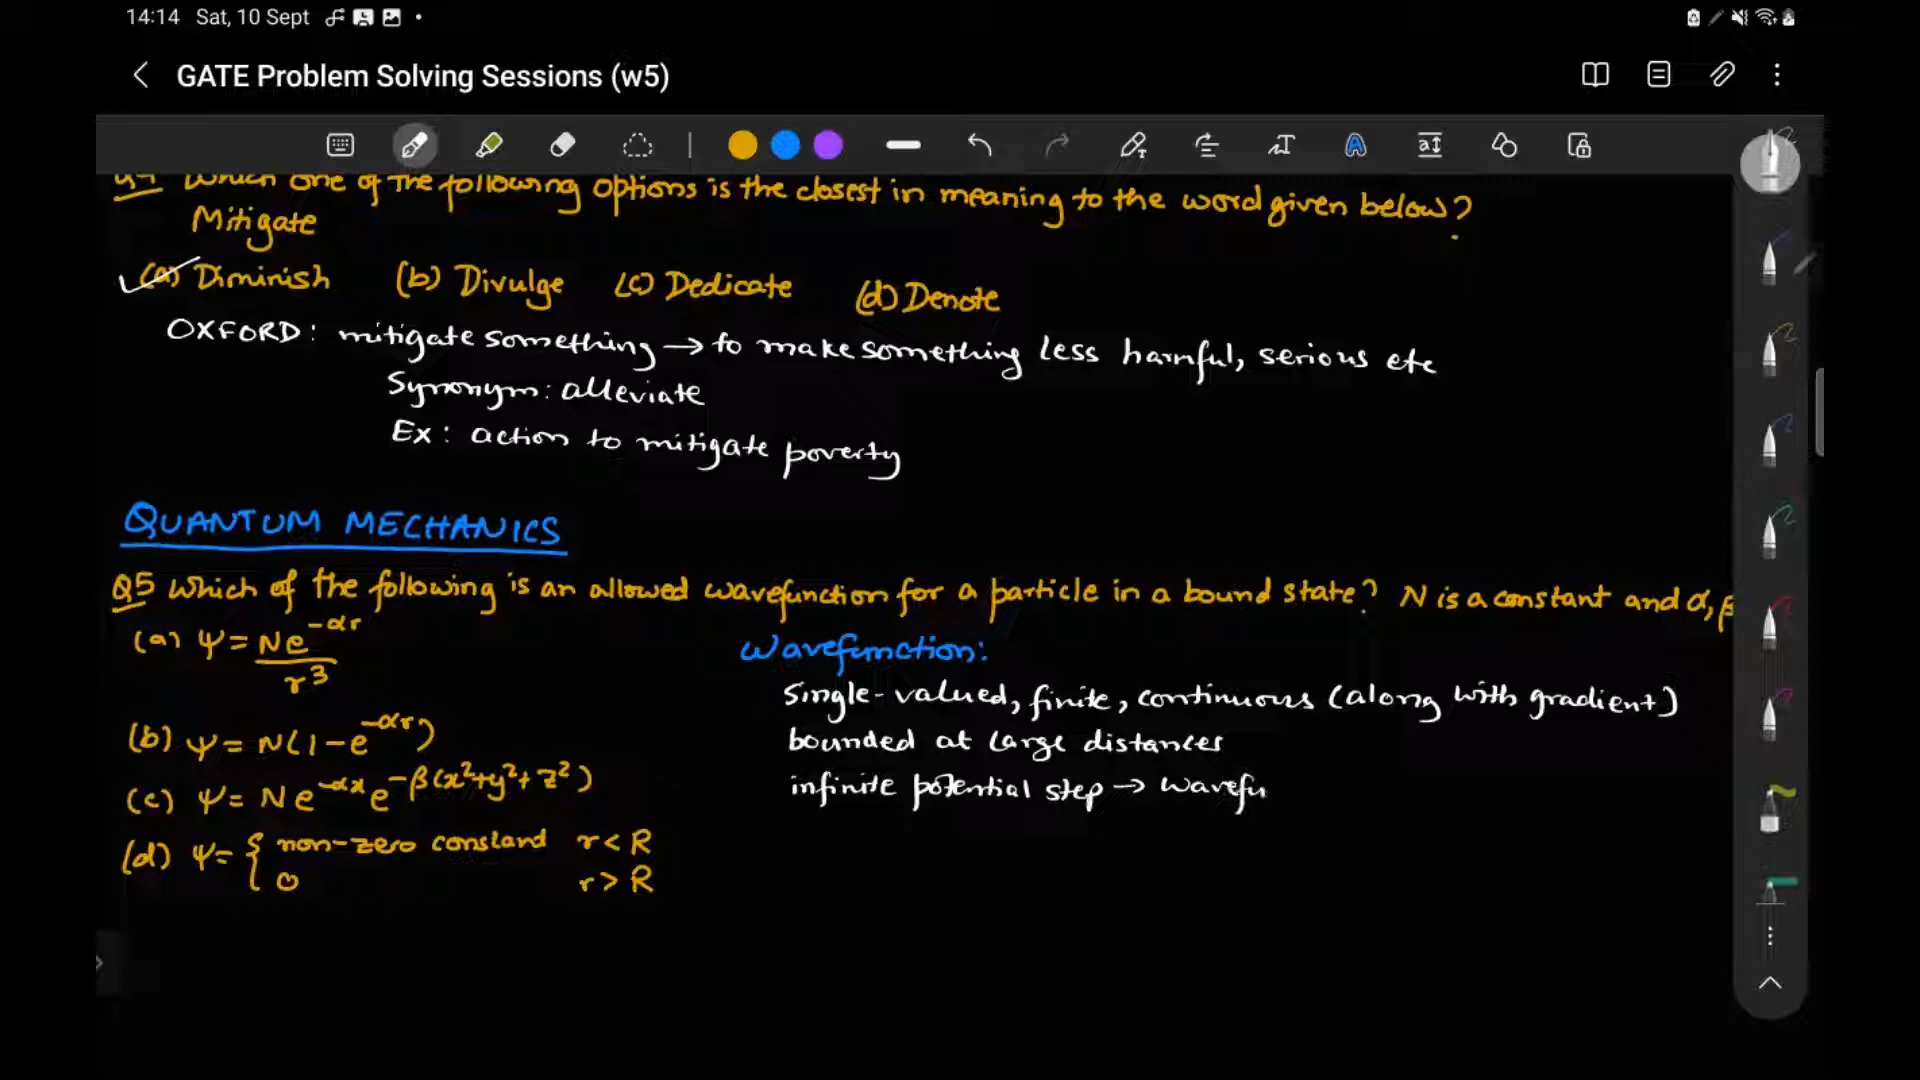 14:14 Sat, 10 Sept
GATE Problem Solving Sessions (w5)
Q4 Which one of the following options is the closest in meaning to the word given below?
Mitigate
(a) Diminish (b) Divulge (c) Dedicate (d) Denote
OXFORD: mitigate something → to make something less harmful, serious etc
Synonym: alleviate
Ex: action to mitigate poverty
QUANTUM MECHANICS
Q5 Which of the following is an allowed wavefunction for a particle in a bound state? N is a constant and α, β
(a) ψ = Ne^{-αr} / r^3
(b) ψ = N(1-e^{-αr})
(c) ψ = Ne^{-αx} e^{-β(x²+y²+z²)}
(d) ψ = { non-zero constand r < R
0 r > R
Wavefunction:
Single-valued, finite, continuous (along with gradient)
bounded at large distances
infinite potential step → wavefu